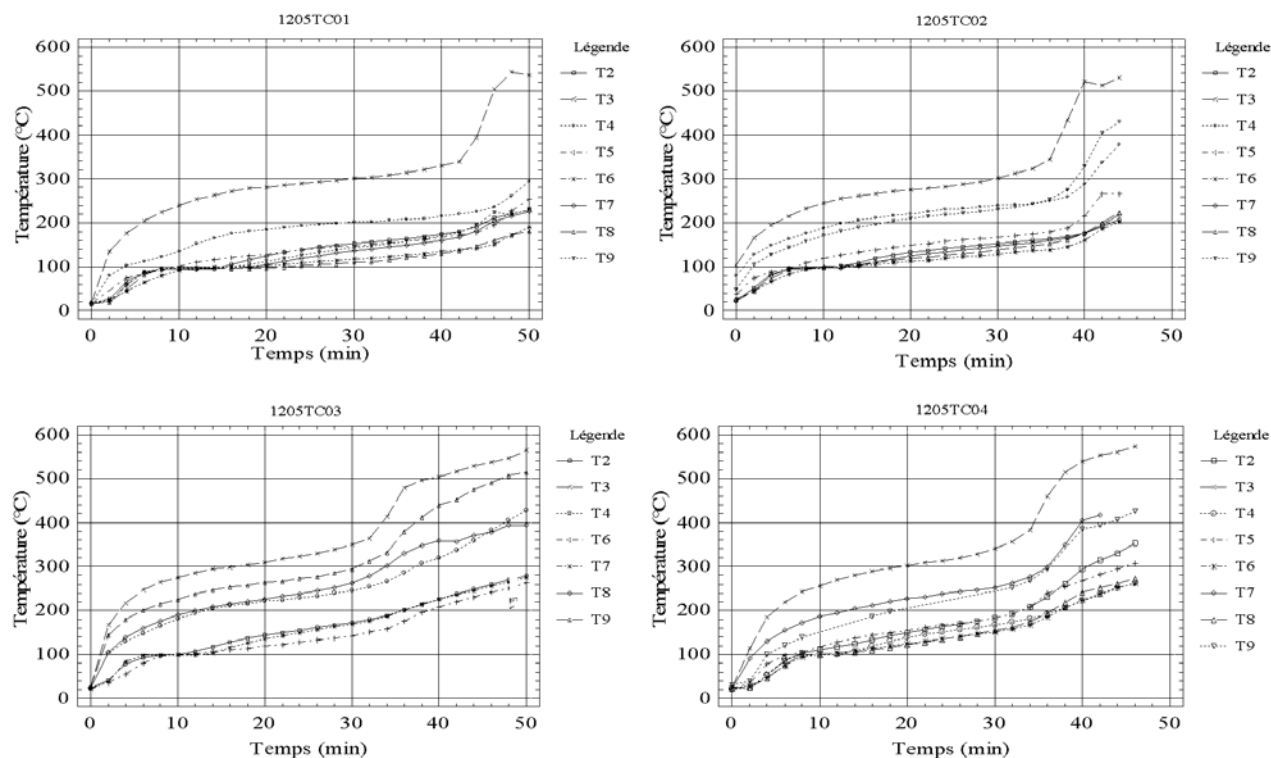 1205TC01
Température (°C)
600
500
400
300
200
100
0
0 10 20 30 40 50
Temps (min)
Légende
T2
T3
T4
T5
T6
T7
T8
T9
1205TC02
Température (°C)
600
500
400
300
200
100
0
0 10 20 30 40 50
Temps (min)
Légende
T2
T3
T4
T5
T6
T7
T8
T9
1205TC03
Température (°C)
600
500
400
300
200
100
0
0 10 20 30 40 50
Temps (min)
Légende
T2
T3
T4
T6
T7
T8
T9
1205TC04
Température (°C)
600
500
400
300
200
100
0
0 10 20 30 40 50
Temps (min)
Légende
T2
T3
T4
T5
T6
T7
T8
T9